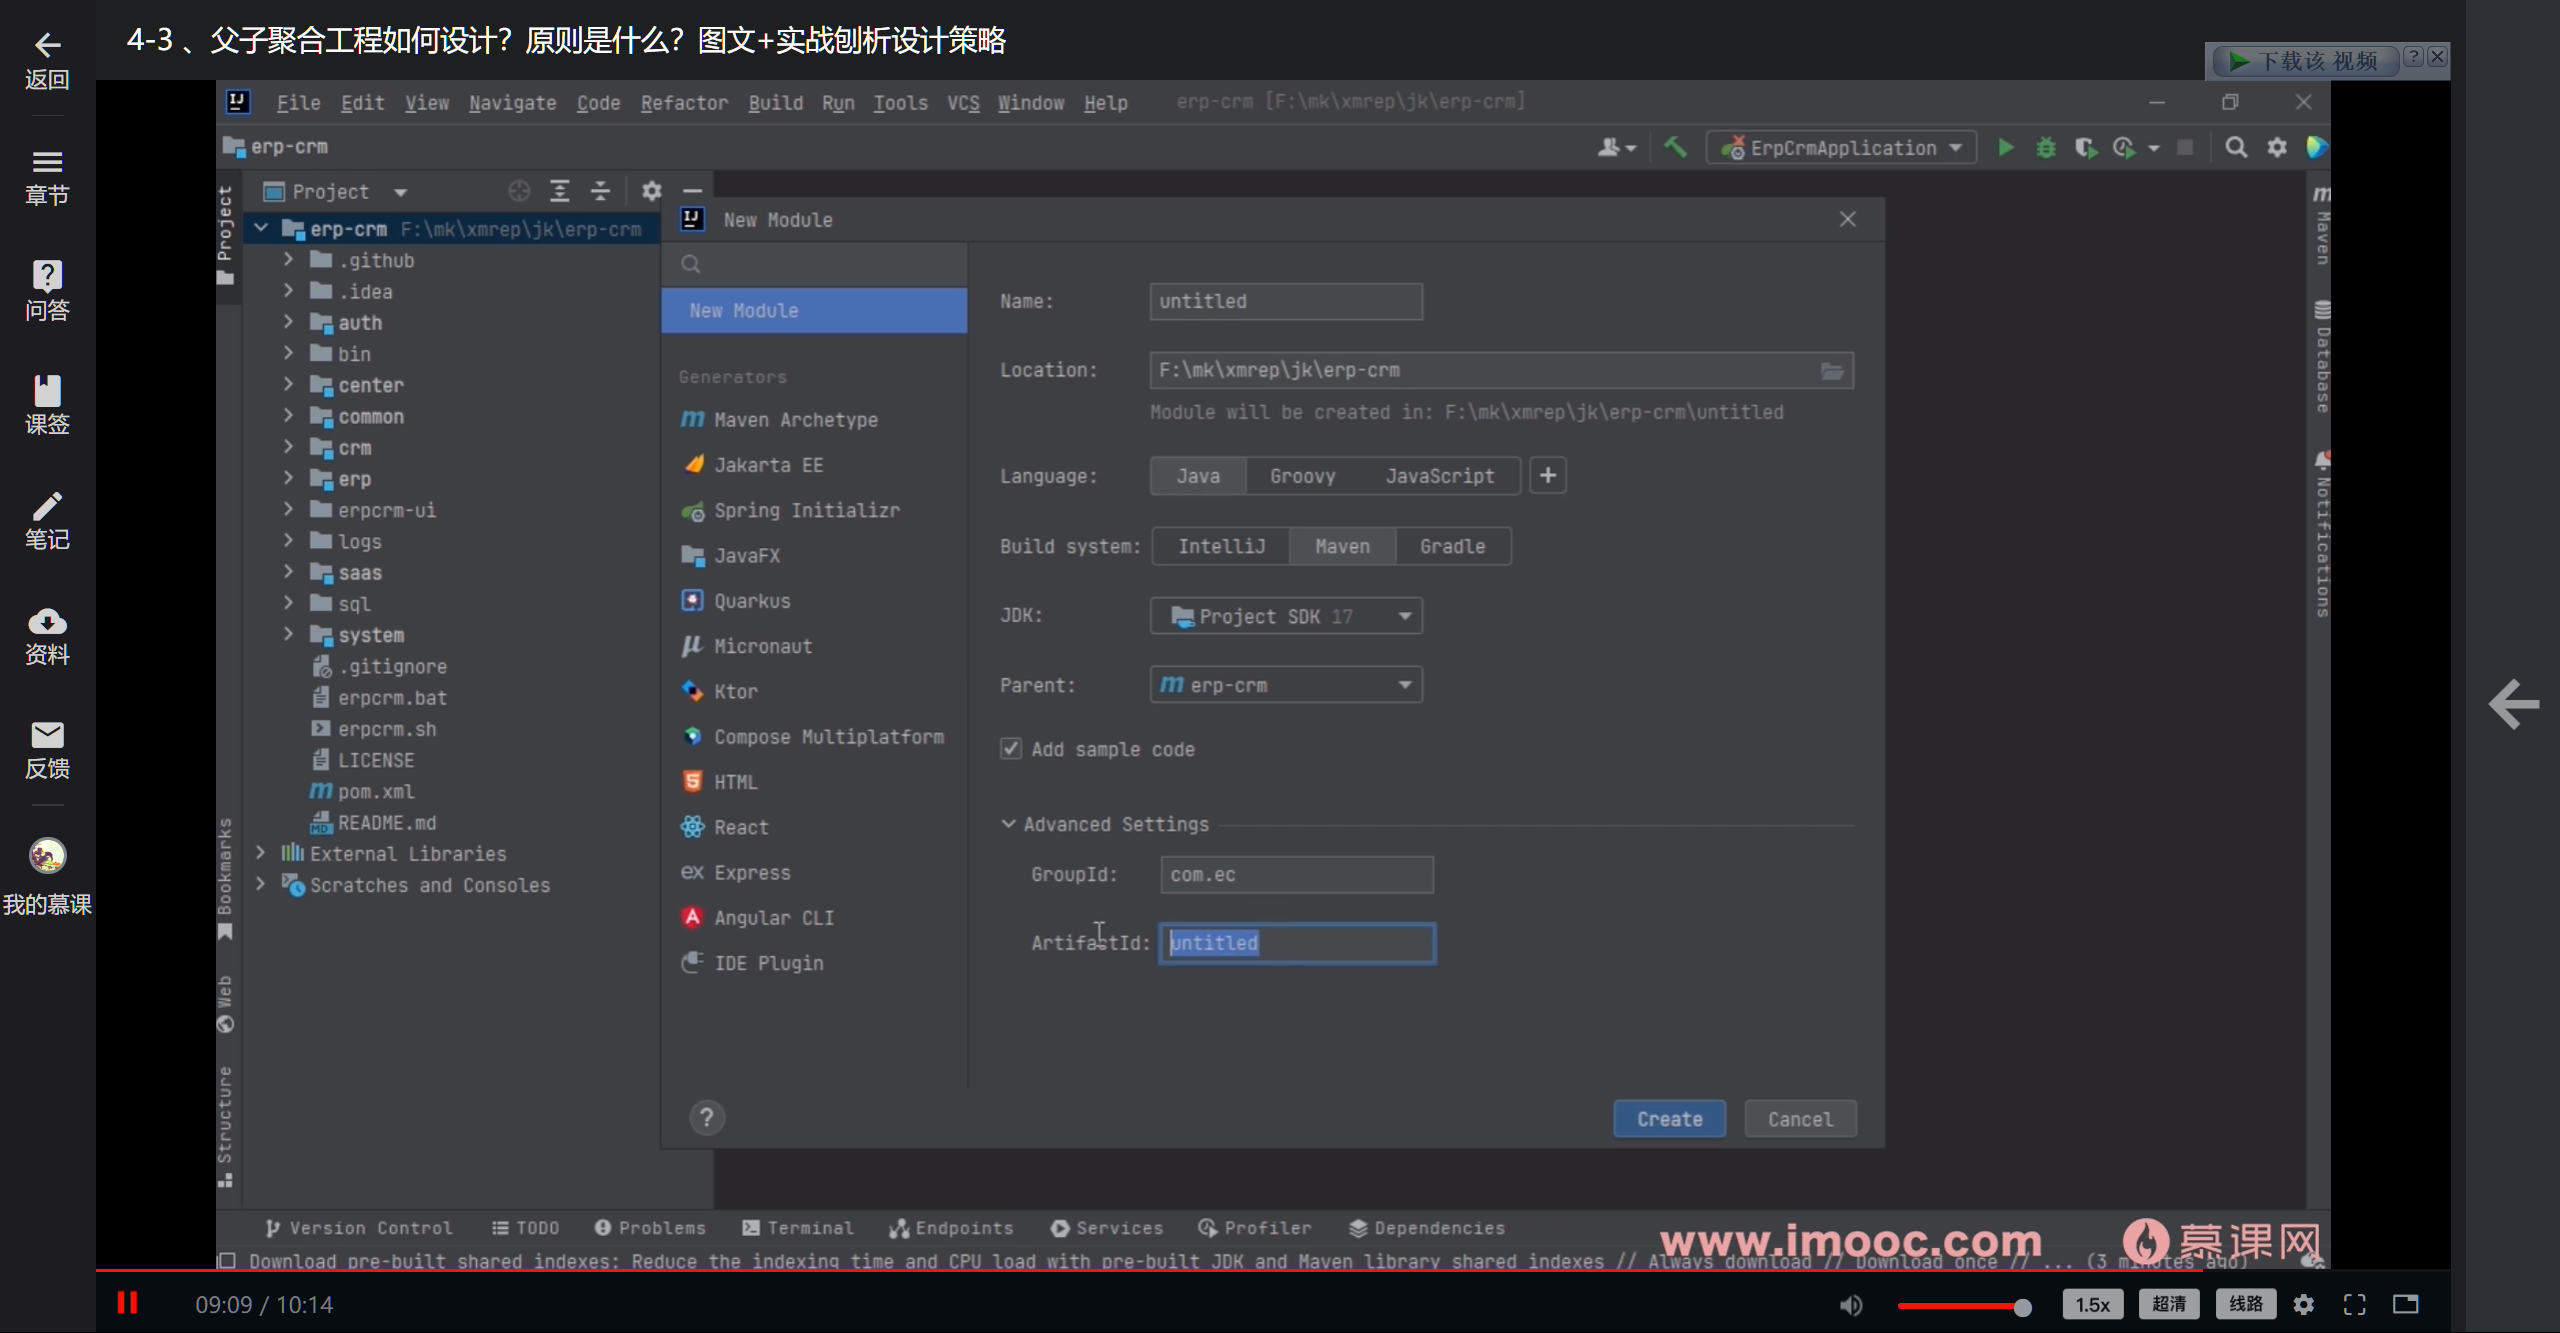 返回
章节
问答
课签
笔记
资料
反馈
我的慕课
4-3 、父子聚合工程如何设计？原则是什么？图文+实战刨析设计策略
下载该 视频 ?
File Edit View Navigate Code Refactor Build Run Tools VCS Window Help erp-crm [F:\mk\xmrep\jk\erp-crm]
erp-crm
ErpCrmApplication
Project
Project
erp-crm F:\mk\xmrep\jk\erp-crm
.github
.idea
auth
bin
center
common
crm
erp
erpcrm-ui
logs
saas
sql
system
.gitignore
erpcrm.bat
erpcrm.sh
LICENSE
pom.xml
README.md
External Libraries
Scratches and Consoles
Bookmarks
Web
Structure
New Module
New Module
Generators
Maven Archetype
Jakarta EE
Spring Initializr
JavaFX
Quarkus
Micronaut
Ktor
Compose Multiplatform
HTML
React
ex Express
Angular CLI
IDE Plugin
Name: untitled
Location: F:\mk\xmrep\jk\erp-crm
Module will be created in: F:\mk\xmrep\jk\erp-crm\untitled
Language: Java Groovy JavaScript +
Build system: IntelliJ Maven Gradle
JDK: Project SDK 17
Parent: erp-crm
Add sample code
Advanced Settings
GroupId: com.ec
ArtifactId: untitled
? Create Cancel
Maven
Database
Notifications
Version Control TODO Problems Terminal Endpoints Services Profiler Dependencies
www.imooc.com 慕课网
Download pre-built shared indexes: Reduce the indexing time and CPU load with pre-built JDK and Maven library shared indexes // Always download // Download once // ... (3 minutes ago)
09:09 / 10:14
1.5x 超清 线路